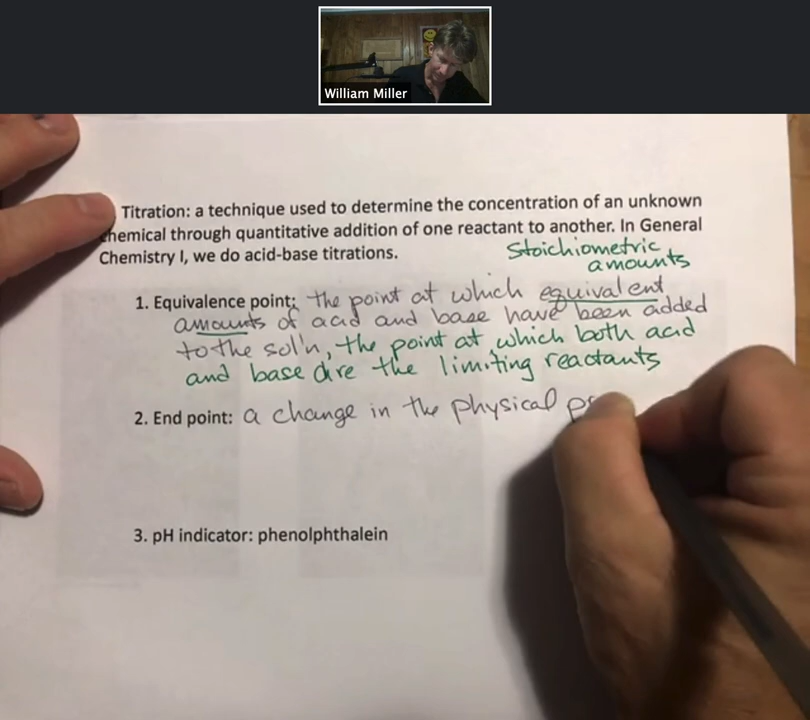 William Miller
Titration: a technique used to determine the concentration of an unknown
chemical through quantitative addition of one reactant to another. In General
Chemistry I, we do acid-base titrations.
Stoichiometric
amounts
1. Equivalence point: the point at which equivalent
amounts of acid and base have been added
to the sol'n, the point at which both acid
and base are the limiting reactants
2. End point: a change in the physical
3. pH indicator: phenolphthalein